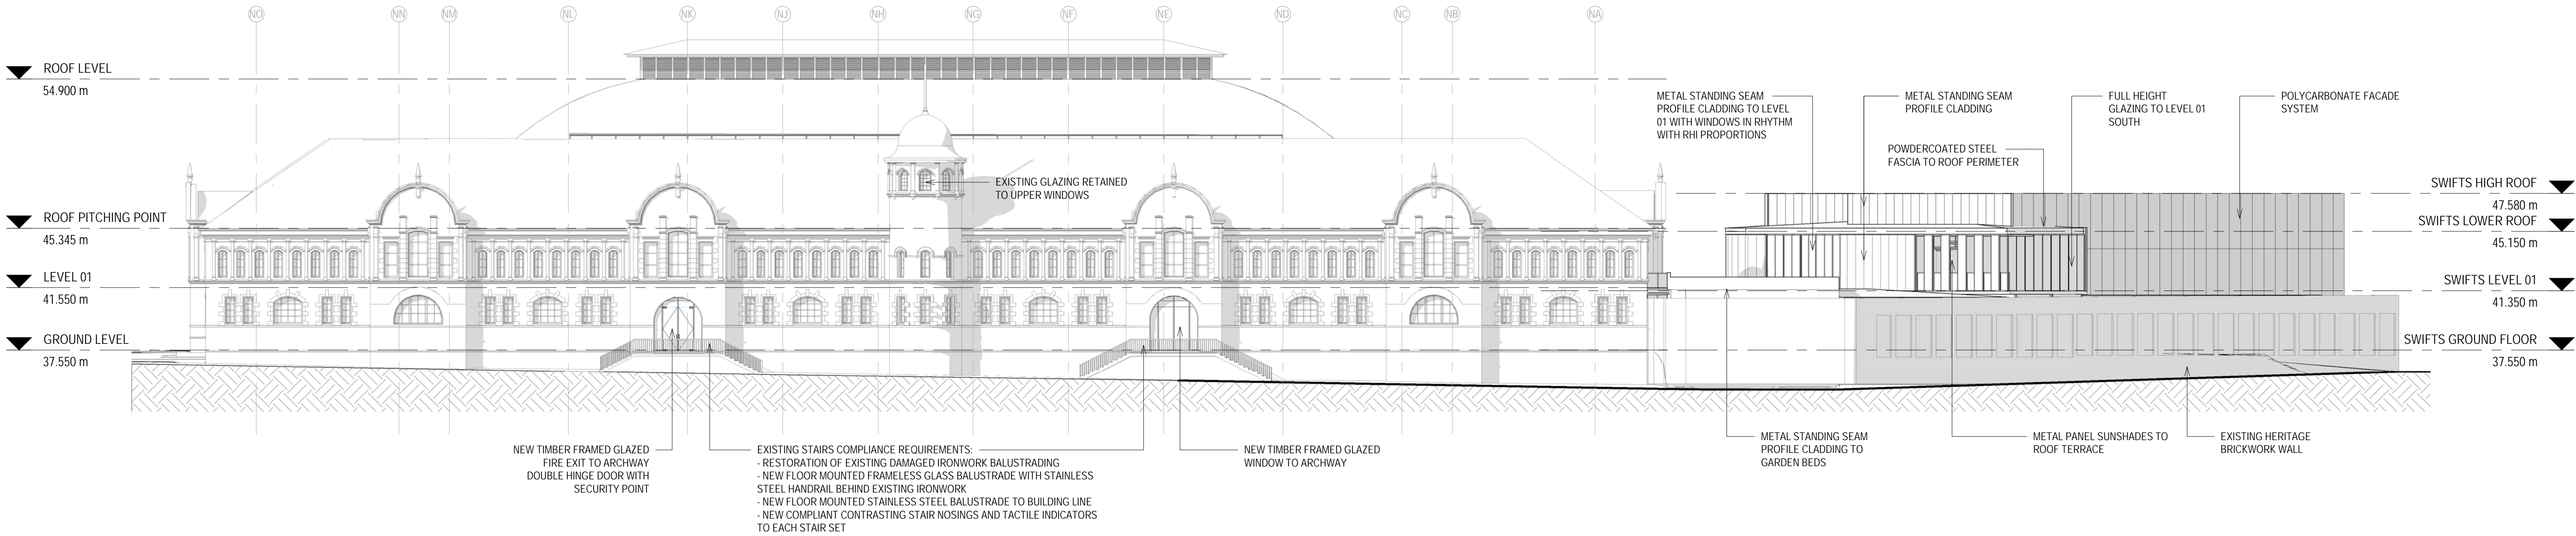 NO NN NM NL NK NJ NH NG NF NE ND NC NB NA
ROOF LEVEL
54.900 m
ROOF PITCHING POINT
45.345 m
LEVEL 01
41.550 m
GROUND LEVEL
37.550 m
EXISTING GLAZING RETAINED
TO UPPER WINDOWS
METAL STANDING SEAM
PROFILE CLADDING TO LEVEL
01 WITH WINDOWS IN RHYTHM
WITH RHI PROPORTIONS
METAL STANDING SEAM
PROFILE CLADDING
POWDERCOATED STEEL
FASCIA TO ROOF PERIMETER
FULL HEIGHT
GLAZING TO LEVEL 01
SOUTH
POLYCARBONATE FACADE
SYSTEM
SWIFTS HIGH ROOF
47.580 m
SWIFTS LOWER ROOF
45.150 m
SWIFTS LEVEL 01
41.350 m
SWIFTS GROUND FLOOR
37.550 m
NEW TIMBER FRAMED GLAZED
FIRE EXIT TO ARCHWAY
DOUBLE HINGE DOOR WITH
SECURITY POINT
EXISTING STAIRS COMPLIANCE REQUIREMENTS:
- RESTORATION OF EXISTING DAMAGED IRONWORK BALUSTRADING
- NEW FLOOR MOUNTED FRAMELESS GLASS BALUSTRADE WITH STAINLESS
STEEL HANDRAIL BEHIND EXISTING IRONWORK
- NEW FLOOR MOUNTED STAINLESS STEEL BALUSTRADE TO BUILDING LINE
- NEW COMPLIANT CONTRASTING STAIR NOSINGS AND TACTILE INDICATORS
TO EACH STAIR SET
NEW TIMBER FRAMED GLAZED
WINDOW TO ARCHWAY
METAL STANDING SEAM
PROFILE CLADDING TO
GARDEN BEDS
METAL PANEL SUNSHADES TO
ROOF TERRACE
EXISTING HERITAGE
BRICKWORK WALL